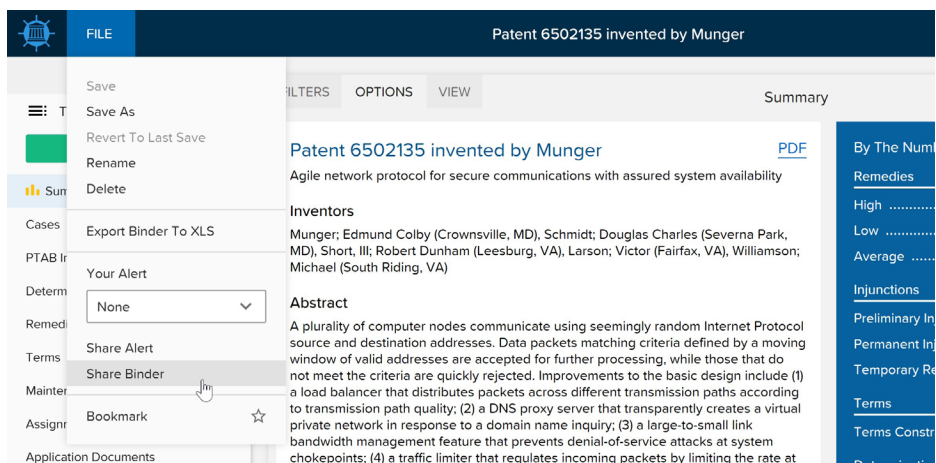 FILE
Patent 6502135 invented by Munger
Save
Save As
Revert To Last Save
Rename
Delete
Export Binder To XLS
Your Alert
None
Share Alert
Share Binder
Bookmark
Cases
PTAB
Terms
Application Documents
OPTIONS
VIEW
Summary
Patent 6502135 invented by Munger
PDF
Agile network protocol for secure communications with assured system availability
Inventors
Munger; Edmund Colby (Crownsville, MD), Schmidt; Douglas Charles (Severna Park,
MD), Short, III; Robert Dunham (Leesburg, VA), Larson; Victor (Fairfax, VA), Williamson;
Michael (South Riding, VA)
Abstract
A plurality of computer nodes communicate using seemingly random Internet Protocol
source and destination addresses. Data packets matching criteria defined by a moving
window of valid addresses are accepted for further processing, while those that do
not meet the criteria are quickly rejected. Improvements to the basic design include (1)
a load balancer that distributes packets across different transmission paths according
to transmission path quality; (2) a DNS proxy server that transparently creates a virtual
private network in response to a domain name inquiry; (3) a large-to-small link
bandwidth management feature that prevents denial-of-service attacks at system
chokepoints; (4) a traffic limiter that regulates incoming packets by limiting the rate at
By The
Remedies
High ..........
Low ...........
Average ......
Injunctions
Preliminary
Permanent
Temporary
Terms
Terms